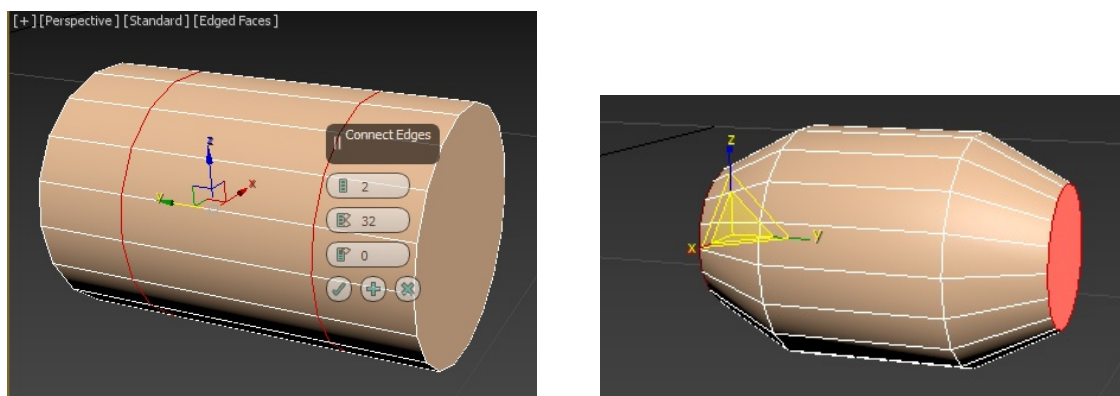 [+] [Perspective ] [Standard ] [Edged Faces ]
Connect Edges
z
x
y
2
32
0
z
x
y